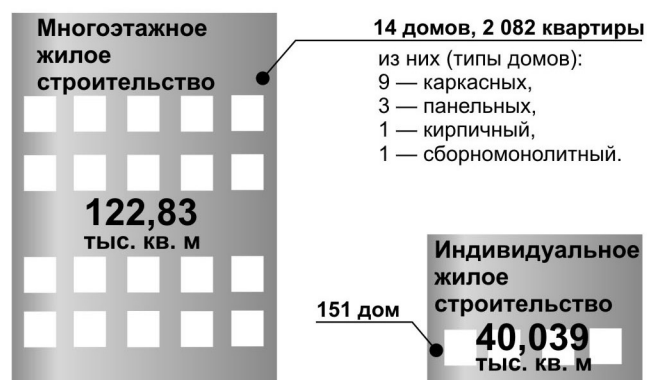 Многоэтажное
жилое
строительство
122,83
тыс. кв. м
14 домов, 2 082 квартиры
из них (типы домов):
9 — каркасных,
3 — панельных,
1 — кирпичный,
1 — сборномонолитный.
151 дом
Индивидуальное
жилое
строительство
40,039
тыс. кв. м